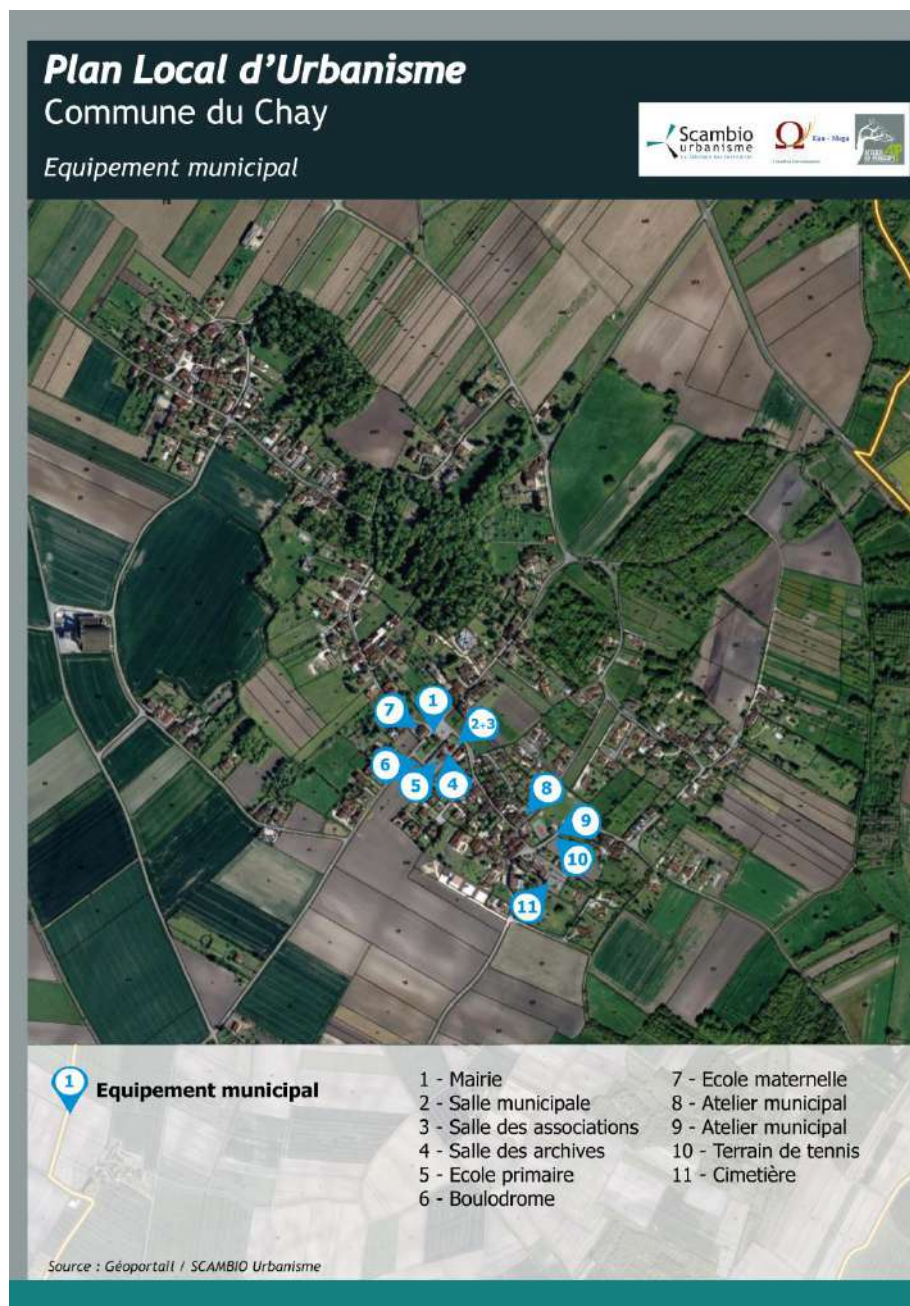 Plan Local d'Urbanisme
Commune du Chay
Equipement municipal
Scambio
urbanisme
7
1
2+3
6
5
4
8
9
10
11
1
Equipement municipal
1 - Mairie
2 - Salle municipale
3 - Salle des associations
4 - Salle des archives
5 - Ecole primaire
6 - Boulodrome
7 - Ecole maternelle
8 - Atelier municipal
9 - Atelier municipal
10 - Terrain de tennis
11 - Cimetière
Source : Géoportail / SCAMBIO Urbanisme